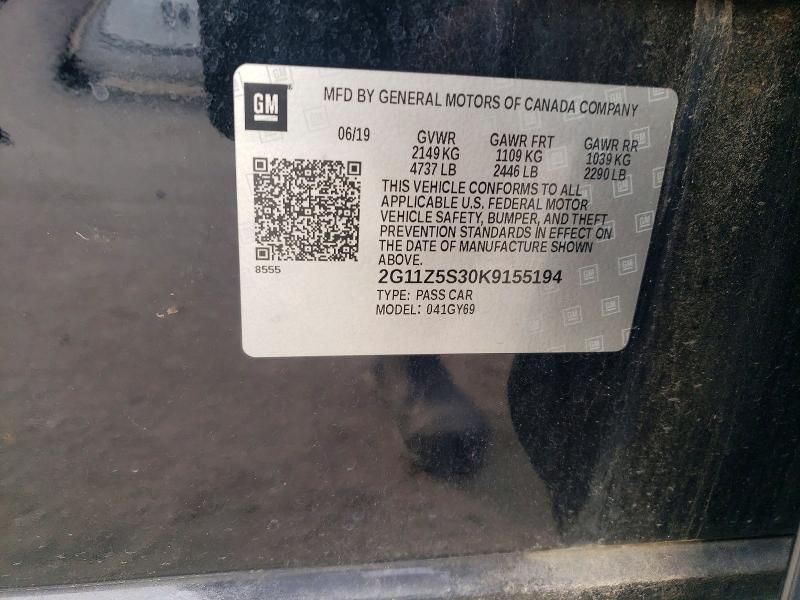 GM
MFD BY GENERAL MOTORS OF CANADA COMPANY
06/19 GVWR GAWR FRT GAWR RR
2149 KG 1109 KG 1039 KG
4737 LB 2446 LB 2290 LB
THIS VEHICLE CONFORMS TO ALL
APPLICABLE U.S. FEDERAL MOTOR
VEHICLE SAFETY, BUMPER, AND THEFT
PREVENTION STANDARDS IN EFFECT ON
THE DATE OF MANUFACTURE SHOWN
ABOVE.
8555
2G11Z5S30K9155194
TYPE: PASS CAR
MODEL: 041GY69